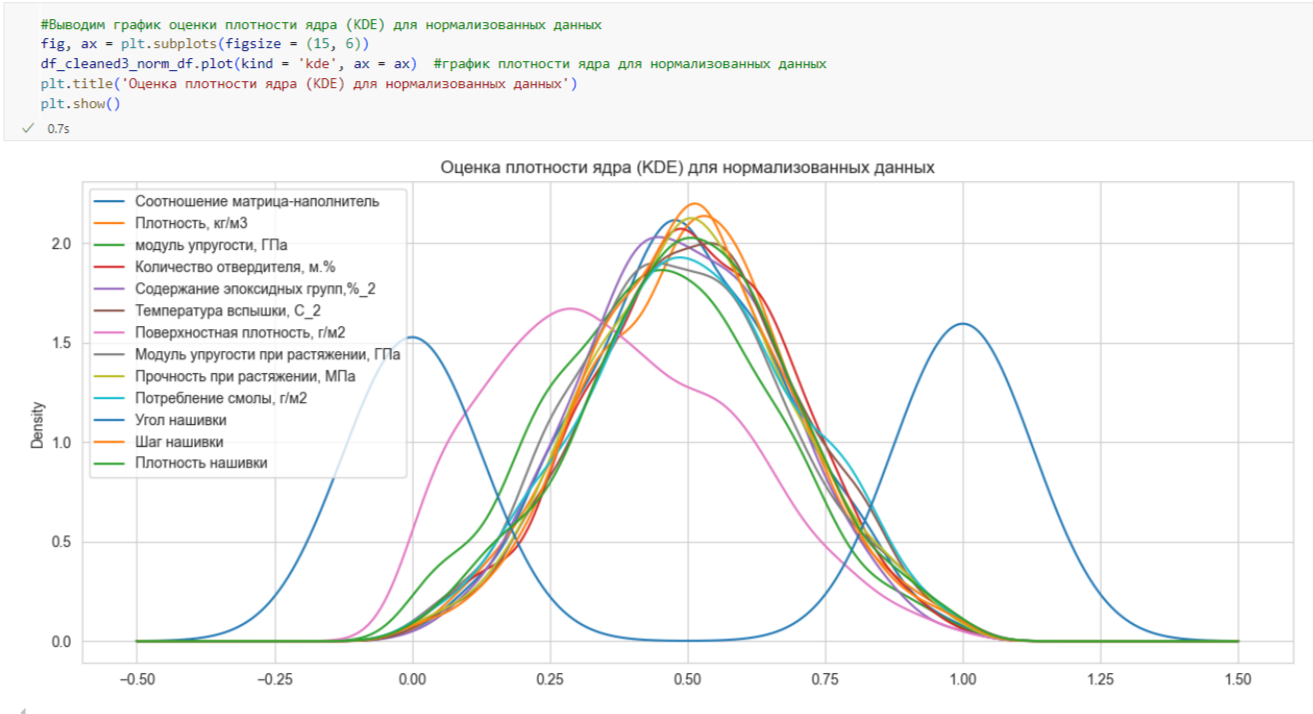 #Выводим график оценки плотности ядра (KDE) для нормализованных данных
fig, ax = plt.subplots(figsize = (15, 6))
df_cleaned3_norm_df.plot(kind = 'kde', ax = ax)  #график плотности ядра для нормализованных данных
plt.title('Оценка плотности ядра (KDE) для нормализованных данных')
plt.show()
0.7s
Оценка плотности ядра (KDE) для нормализованных данных
Соотношение матрица-наполнитель
Плотность, кг/м3
модуль упругости, ГПа
Количество отвердителя, м.%
Содержание эпоксидных групп,%_2
Температура вспышки, С_2
Поверхностная плотность, г/м2
Модуль упругости при растяжении, ГПа
Прочность при растяжении, МПа
Потребление смолы, г/м2
Угол нашивки
Шаг нашивки
Плотность нашивки
Density
2.0
1.5
1.0
0.5
0.0
−0.50 −0.25 0.00 0.25 0.50 0.75 1.00 1.25 1.50